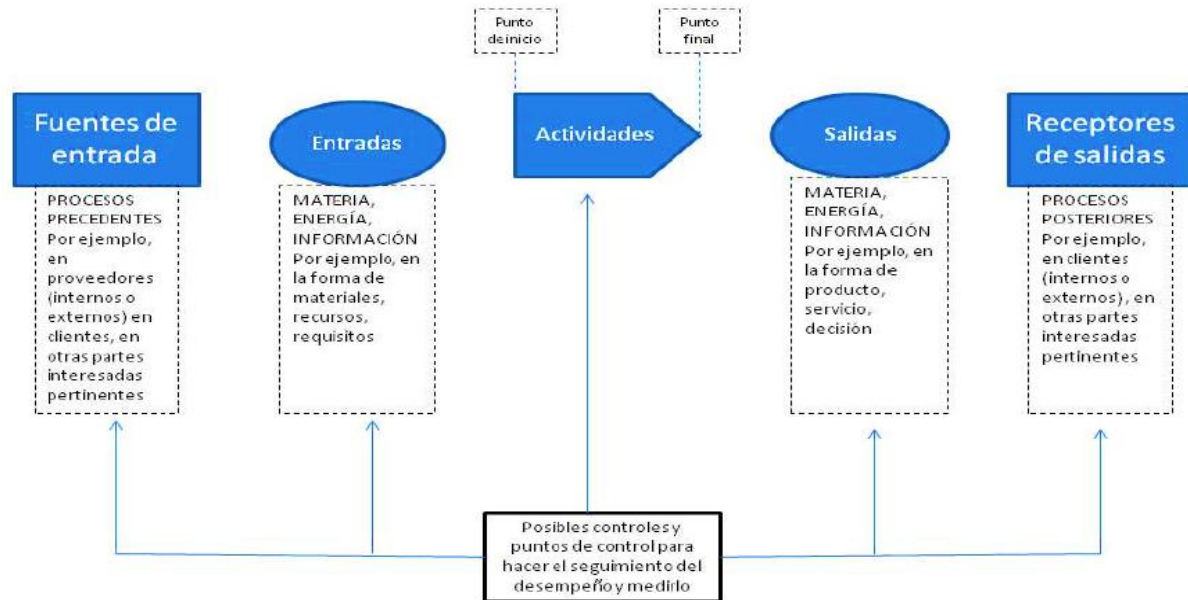 Punto
de inicio
Punto
final
Fuentes de
entrada
Entradas
Actividades
Salidas
Receptores
de salidas
PROCESOS
PRECEDENTES
Por ejemplo,
en
proveedores
(internos o
externos) en
clientes, en
otras partes
interesadas
pertinentes
MATERIA,
ENERGÍA,
INFORMACIÓN
Por ejemplo, en
la forma de
materiales,
recursos,
requisitos
MATERIA,
ENERGÍA,
INFORMACIÓN
Por ejemplo, en
la forma de
producto,
servicio,
decisión
PROCESOS
POSTERIORES
Por ejemplo,
en clientes
(internos o
externos), en
otras partes
interesadas
pertinentes
Posibles controles y
puntos de control para
hacer el seguimiento del
desempeño y medirlo